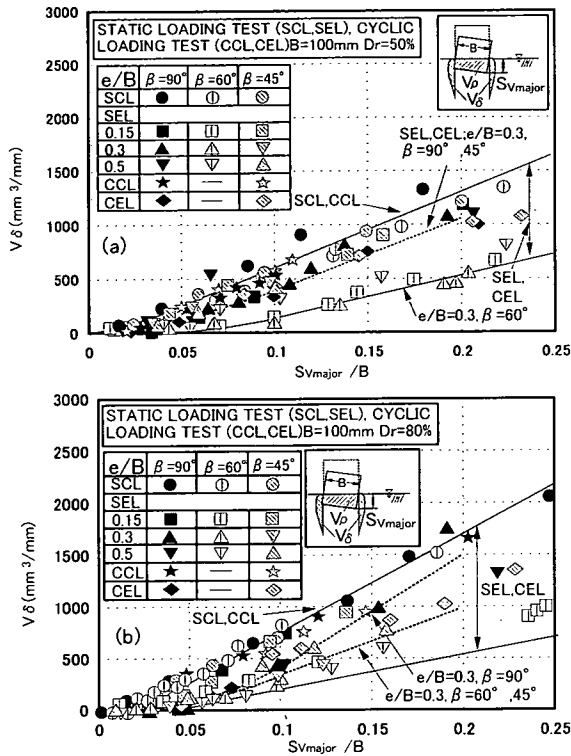 STATIC LOADING TEST (SCL,SEL), CYCLIC
LOADING TEST (CCL,CEL)B=100mm Dr=50%
e/B β=90° β=60° β=45°
SCL
SEL
0.15
0.3
0.5
CCL —
CEL —
B
Vρ
Vδ
SVmajor
SEL,CEL;e/B=0.3,
β=90° ,45°
SCL,CCL
SEL,
CEL
e/B=0.3,β=60°
(a)
3000
2500
2000
1500
1000
500
0
Vδ(mm³/mm)
0 0.05 0.1 0.15 0.2 0.25
SVmajor /B
STATIC LOADING TEST (SCL,SEL), CYCLIC
LOADING TEST (CCL,CEL)B=100mm Dr=80%
e/B β=90° β=60° β=45°
SCL
SEL
0.15
0.3
0.5
CCL —
CEL —
B
Vρ
Vδ
SVmajor
SCL,CCL
SEL,CEL
e/B=0.3,β=90°
e/B=0.3,β=60° ,45°
(b)
3000
2500
2000
1500
1000
500
0
Vδ(mm³/mm)
0 0.05 0.1 0.15 0.2 0.25
SVmajor /B